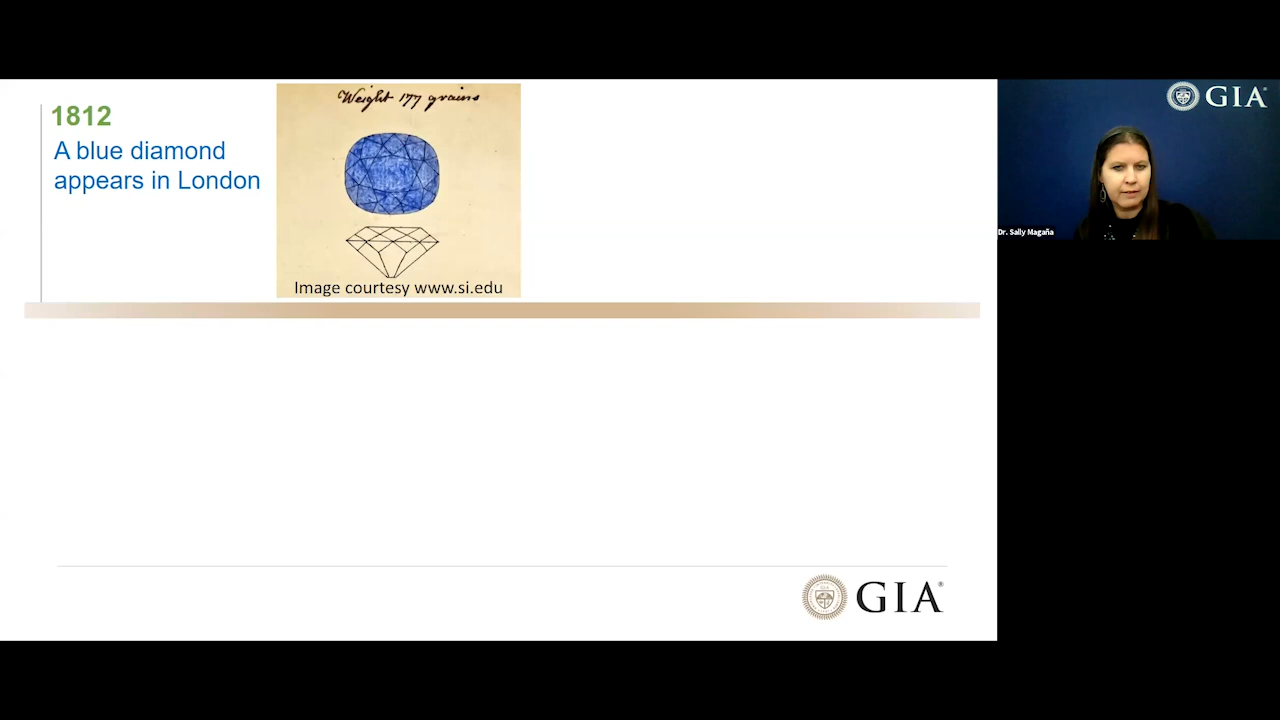 1812
A blue diamond
appears in London
Weight 177 grains
Image courtesy www.si.edu
GIA®
Dr. Sally Magaña
GIA®